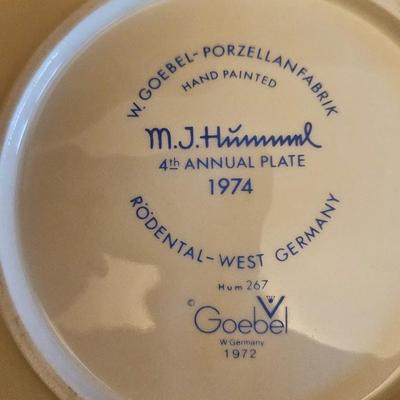 W. GOEBEL-PORZELLANFABRIK
HAND PAINTED
M.J.Hummel
4th ANNUAL PLATE
1974
RÖDENTAL-WEST GERMANY
Hum 267
© Goebel
W Germany
1972